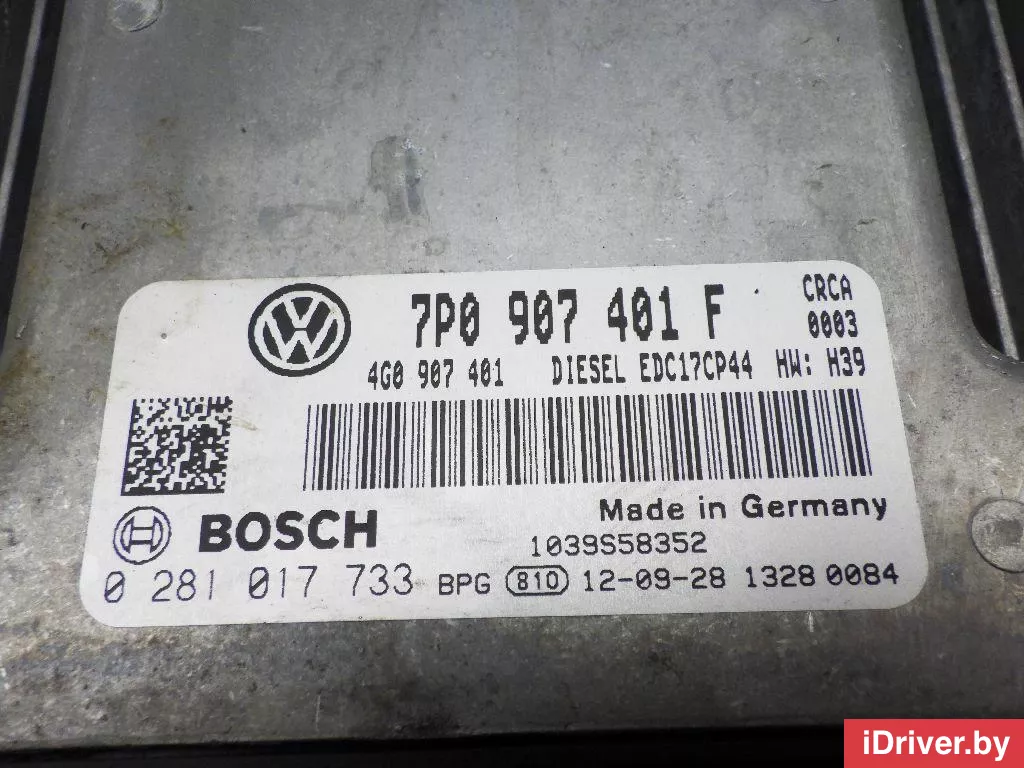 7P0 907 401 F CRCA
0003
4G0 907 401 DIESEL EDC17CP44 HW: H39
Made in Germany
BOSCH
1039S58352
0 281 017 733 BPG 810 12-09-28 1328 0084
iDriver.by